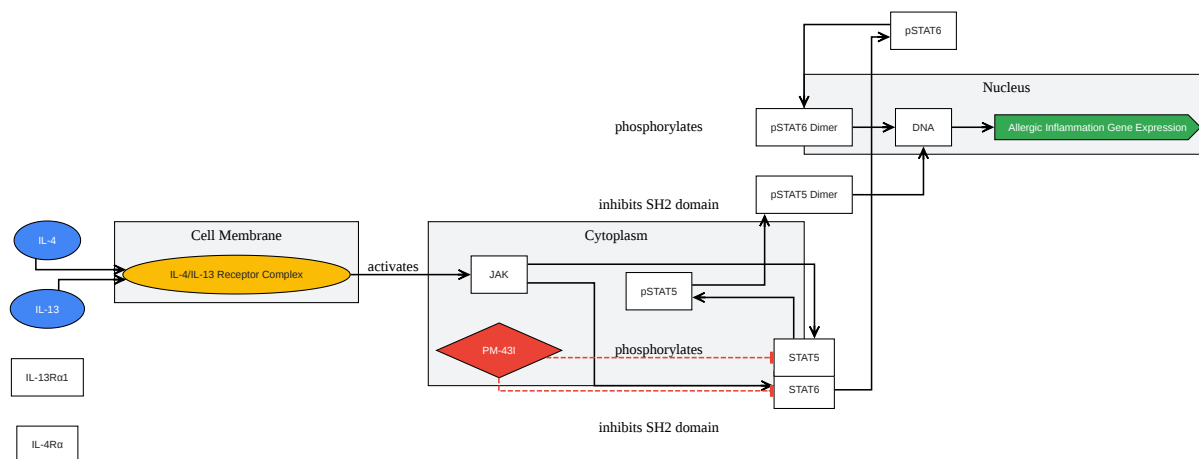 pSTAT6
Nucleus
phosphorylates
pSTAT6 Dimer
DNA
Allergic Inflammation Gene Expression
pSTAT5 Dimer
inhibits SH2 domain
IL-4
Cell Membrane
Cytoplasm
IL-4/IL-13 Receptor Complex
activates
JAK
pSTAT5
IL-13
PM-43I
phosphorylates
STAT5
IL-13Rα1
STAT6
inhibits SH2 domain
IL-4Rα